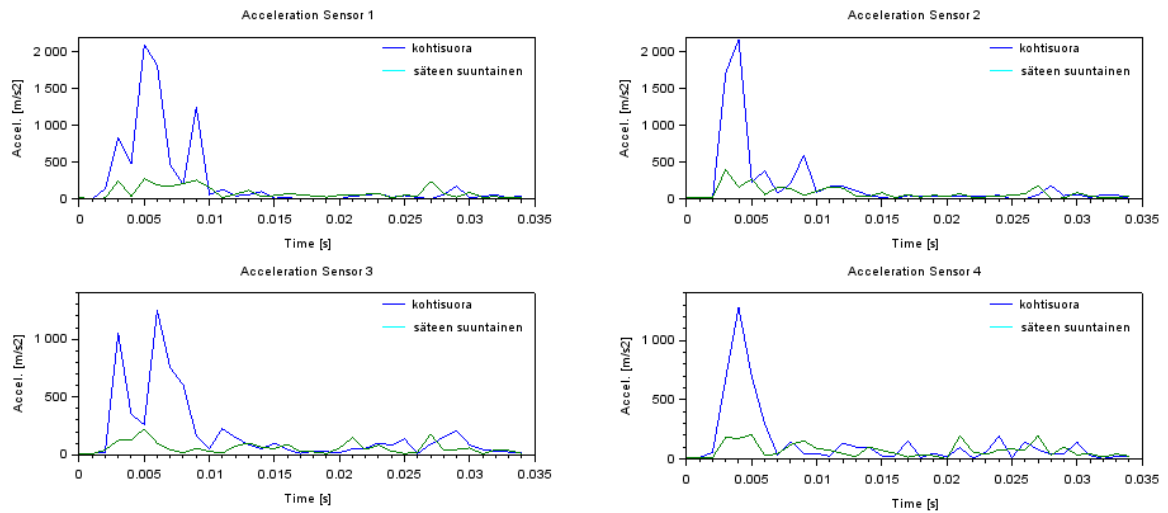 Acceleration Sensor 1
Accel. [m/s2]
2 000
1 500
1 000
500
0
kohtisuora
säteen suuntainen
0 0.005 0.01 0.015 0.02 0.025 0.03 0.035
Time [s]
Acceleration Sensor 2
Accel. [m/s2]
2 000
1 500
1 000
500
0
kohtisuora
säteen suuntainen
0 0.005 0.01 0.015 0.02 0.025 0.03 0.035
Time [s]
Acceleration Sensor 3
Accel. [m/s2]
1 000
500
0
kohtisuora
säteen suuntainen
0 0.005 0.01 0.015 0.02 0.025 0.03 0.035
Time [s]
Acceleration Sensor 4
Accel. [m/s2]
1 000
500
0
kohtisuora
säteen suuntainen
0 0.005 0.01 0.015 0.02 0.025 0.03 0.035
Time [s]